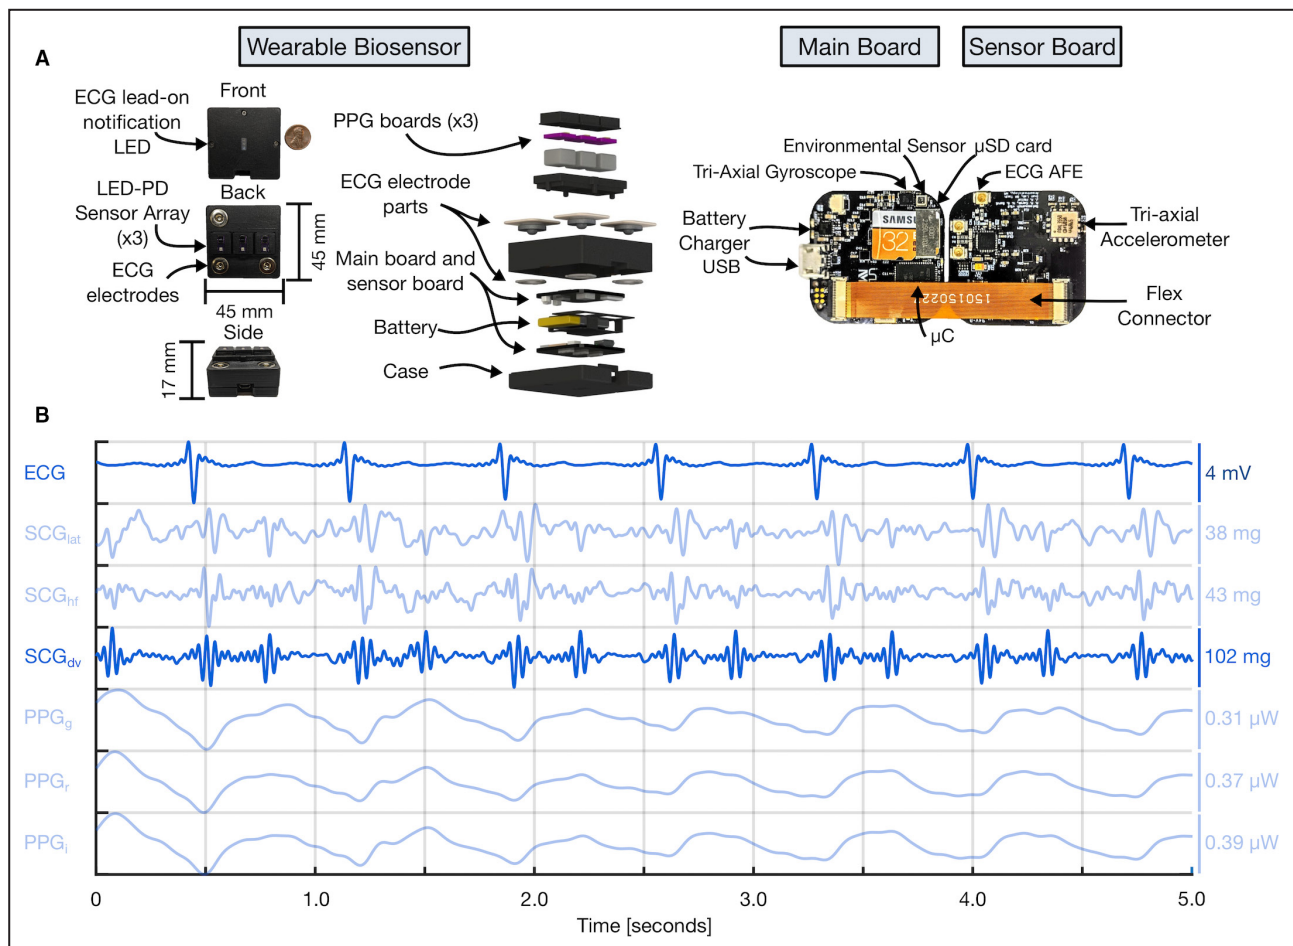 Wearable Biosensor
Main Board
Sensor Board
A
ECG lead-on
notification
LED
Front
LED-PD
Sensor Array
(x3)
Back
ECG
electrodes
45 mm
45 mm
Side
17 mm
PPG boards (x3)
ECG electrode
parts
Main board and
sensor board
Battery
Case
Environmental Sensor
µSD card
Tri-Axial Gyroscope
ECG AFE
Battery
Charger
USB
Tri-axial
Accelerometer
Flex
Connector
µC
SAMS
32
B
ECG
4 mV
SCGlat
38 mg
SCGhf
43 mg
SCGdv
102 mg
PPGg
0.31 µW
PPGr
0.37 µW
PPGi
0.39 µW
0 1.0 2.0 3.0 4.0 5.0
Time [seconds]